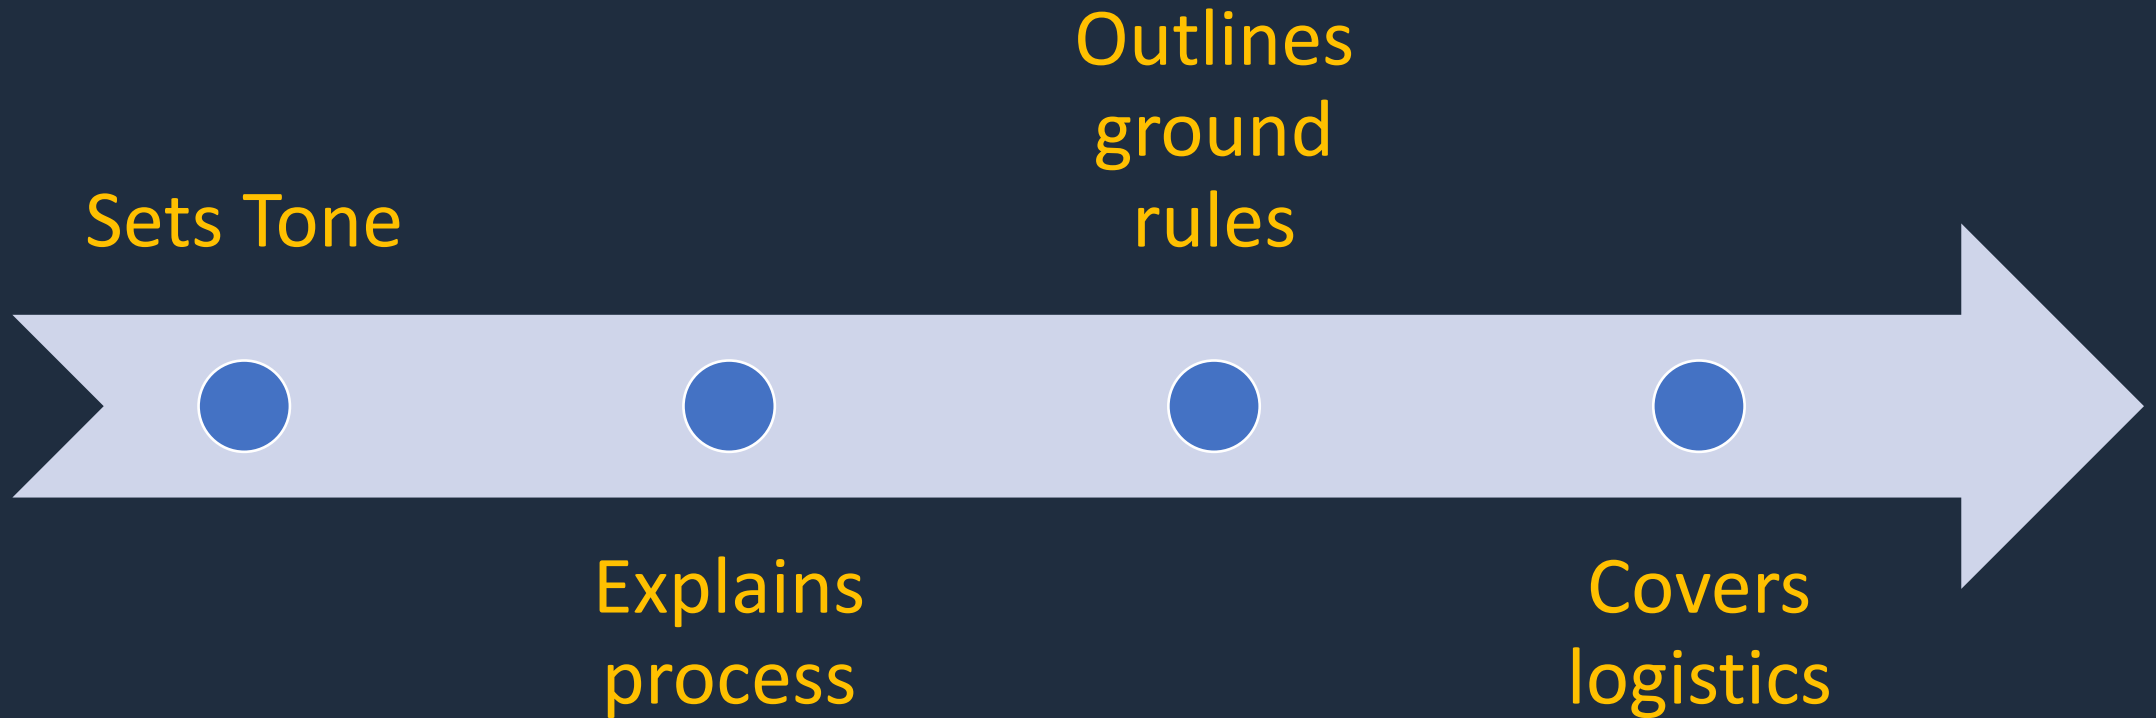 Sets Tone
Explains
process
Outlines
ground
rules
Covers
logistics